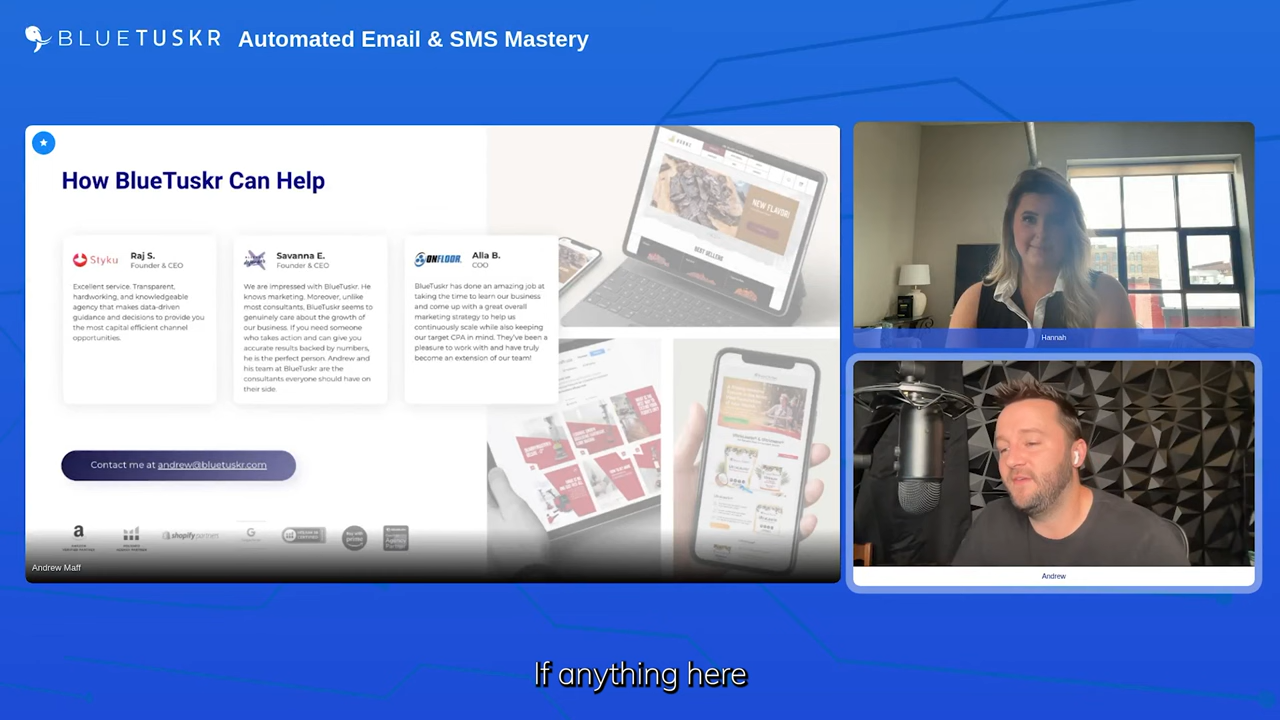 BLUETUSKR Automated Email & SMS Mastery
How BlueTuskr Can Help
Styku
Raj S.
Founder & CEO
Excellent service. Transparent,
hardworking, and knowledgeable
agency that makes data-driven
guidance and decisions to provide you
the most capital efficient channel
opportunities.
Savanna E.
Founder & CEO
We are impressed with BlueTuskr. He
knows marketing. Moreover, unlike
most consultants, BlueTuskr seems to
genuinely care about the growth of
our business. If you need someone
who takes action and can give you
accurate results backed by numbers,
he is the perfect person. Andrew and
his team at BlueTuskr are the
consultants everyone should have on
their side.
ONFLOOR
Alla B.
COO
BlueTuskr has done an amazing job at
taking the time to learn our business
and come up with a great overall
marketing strategy to help us
continuously scale while also keeping
our target CPA in mind. They've been a
pleasure to work with and have truly
become an extension of our team!
NEW FLAVOR!
BEST SELLERS
Contact me at andrew@bluetuskr.com
shopify partners
Andrew Maff
Hannah
Andrew
If anything here